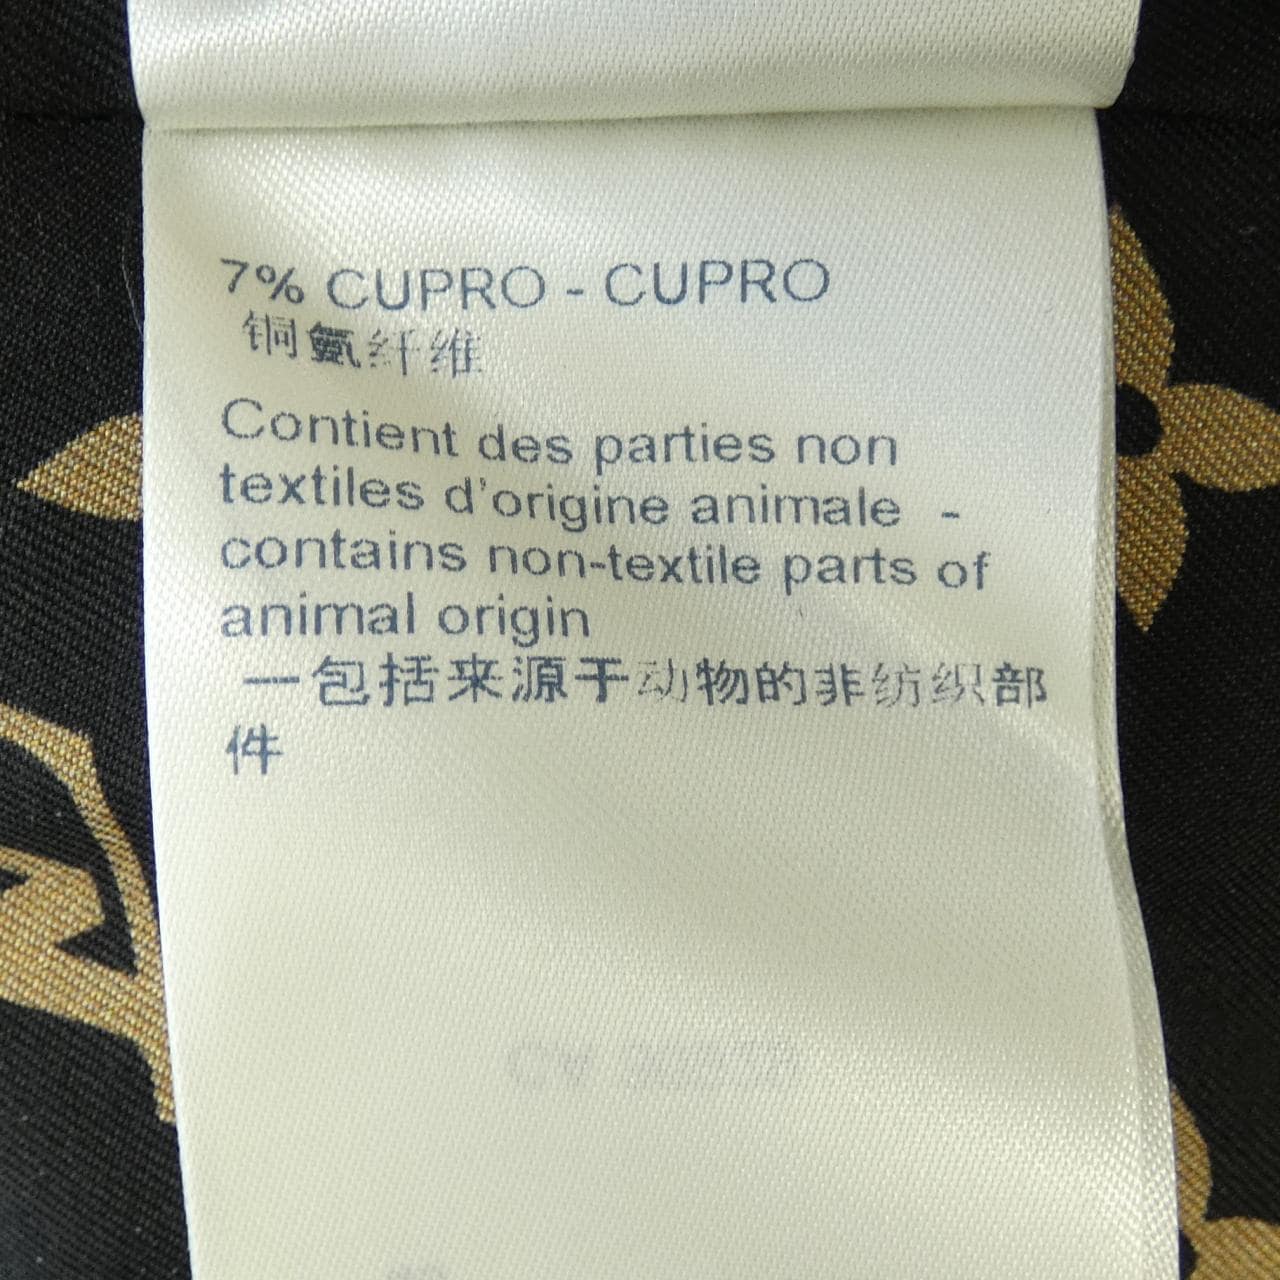 7% CUPRO - CUPRO
铜氨纤维
Contient des parties non
textiles d'origine animale -
contains non-textile parts of
animal origin
一包括来源于动物的非纺织部
件